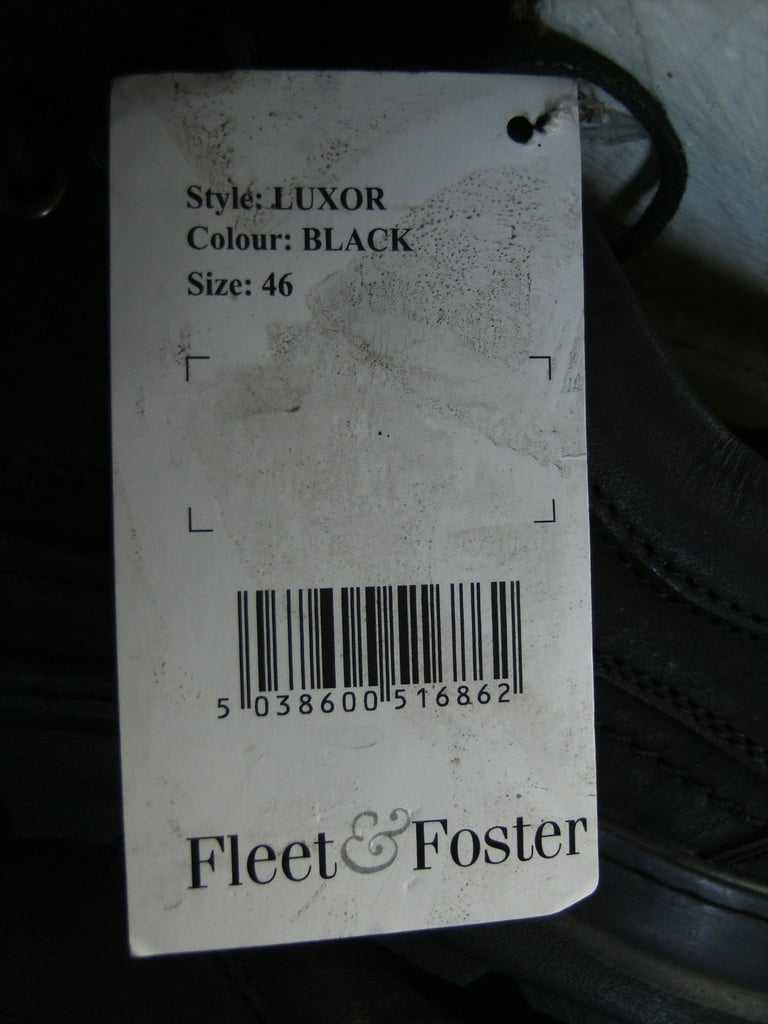 Style: LUXOR
Colour: BLACK
Size: 46
5 038600 516862
Fleet & Foster